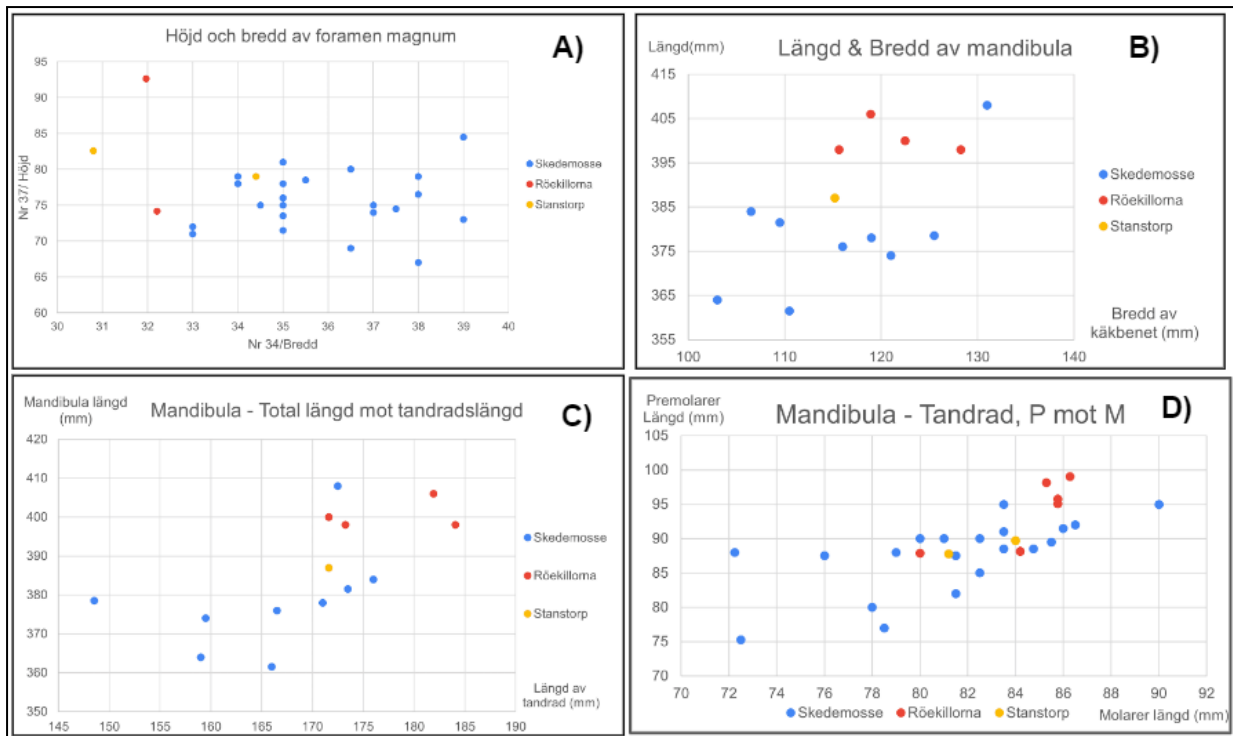 Höjd och bredd av foramen magnum
A)
95
90
85
80
75
70
65
60
Nr 37/ Höjd
30 31 32 33 34 35 36 37 38 39 40
Nr 34/Bredd
Skedemosse
Röekillorna
Stanstorp
Längd(mm)
Längd & Bredd av mandibula
B)
415
405
395
385
375
365
355
100 110 120 130 140
Bredd av
käkbenet (mm)
Skedemosse
Röekillorna
Stanstorp
Mandibula längd
(mm)
Mandibula - Total längd mot tandradslängd
C)
420
410
400
390
380
370
360
350
145 150 155 160 165 170 175 180 185 190
Längd av
tandrad (mm)
Skedemosse
Röekillorna
Stanstorp
Premolarer
Längd (mm)
Mandibula - Tandrad, P mot M
D)
105
100
95
90
85
80
75
70
70 72 74 76 78 80 82 84 86 88 90 92
Skedemosse Röekillorna Stanstorp
Molarer längd (mm)